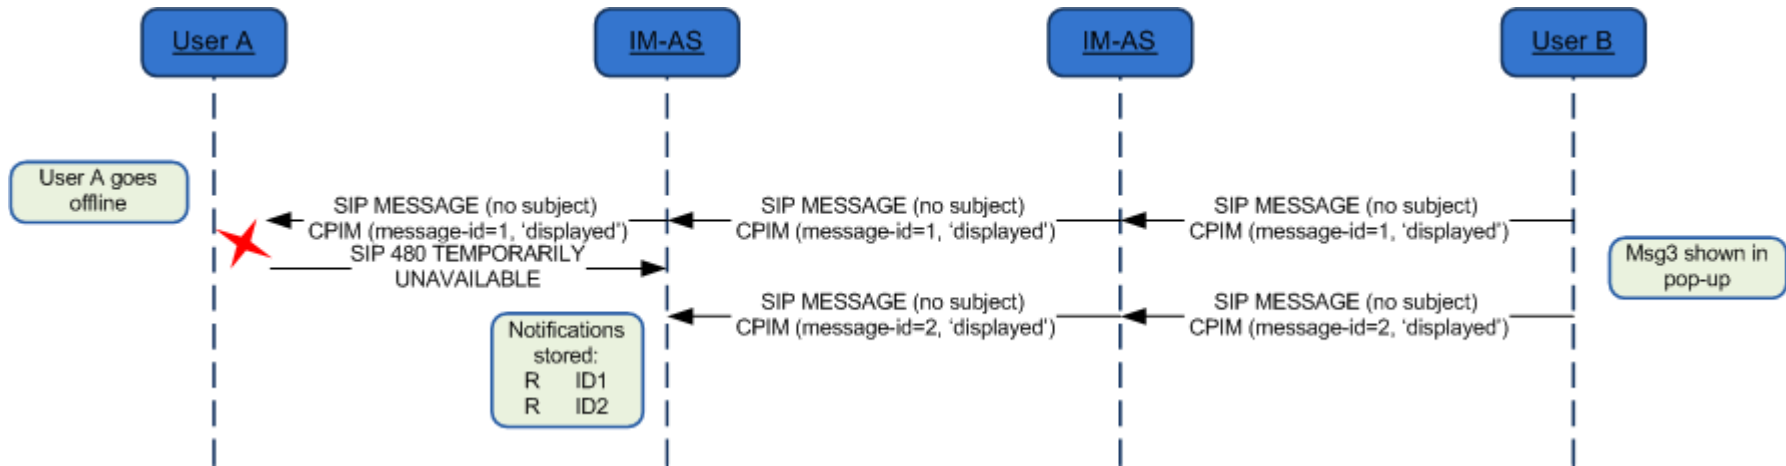 User A
IM-AS
IM-AS
User B
User A goes
offline
SIP MESSAGE (no subject)
CPIM (message-id=1, ‘displayed’)
SIP MESSAGE (no subject)
CPIM (message-id=1, ‘displayed’)
SIP MESSAGE (no subject)
CPIM (message-id=1, ‘displayed’)
SIP 480 TEMPORARILY
UNAVAILABLE
Msg3 shown in
pop-up
SIP MESSAGE (no subject)
CPIM (message-id=2, ‘displayed’)
SIP MESSAGE (no subject)
CPIM (message-id=2, ‘displayed’)
Notifications
stored:
R ID1
R ID2